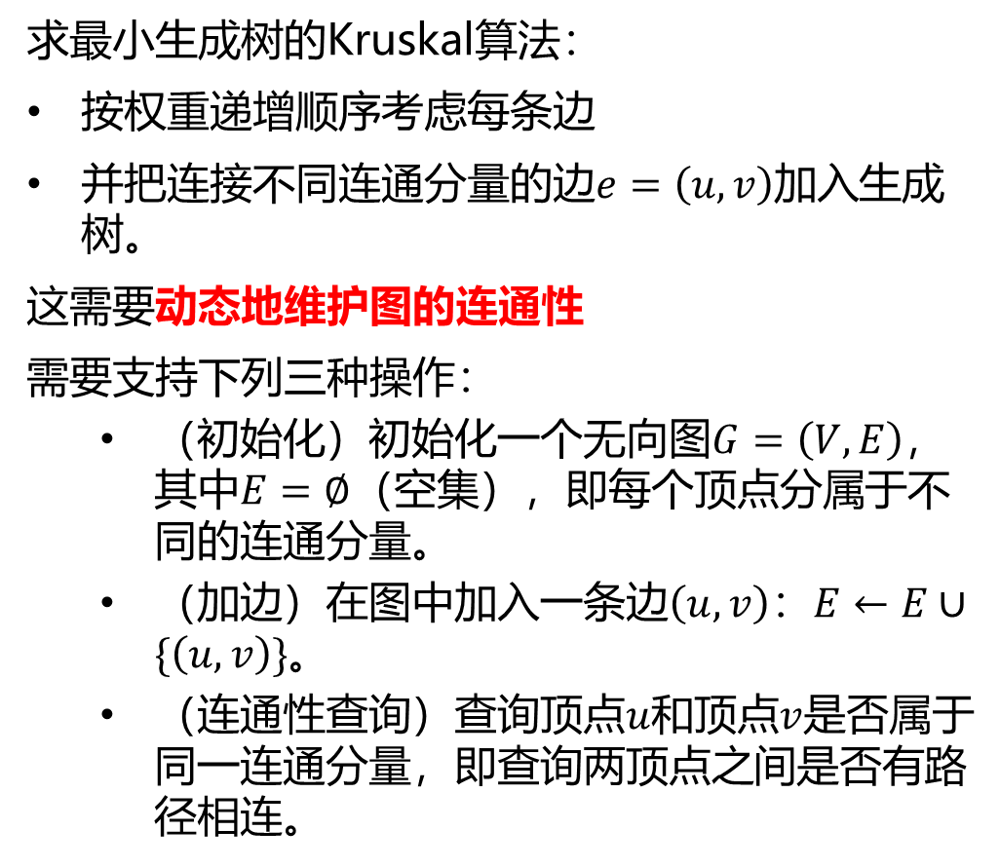 求最小生成树的Kruskal算法：
• 按权重递增顺序考虑每条边
• 并把连接不同连通分量的边𝑒 = (𝑢, 𝑣)加入生成
树。
这需要动态地维护图的连通性
需要支持下列三种操作：
• （初始化）初始化一个无向图𝐺 = (𝑉, 𝐸)，
其中𝐸 = ∅（空集），即每个顶点分属于不
同的连通分量。
• （加边）在图中加入一条边(𝑢, 𝑣)：𝐸 ← 𝐸 ∪
{(𝑢, 𝑣)}。
• （连通性查询）查询顶点𝑢和顶点𝑣是否属于
同一连通分量，即查询两顶点之间是否有路
径相连。